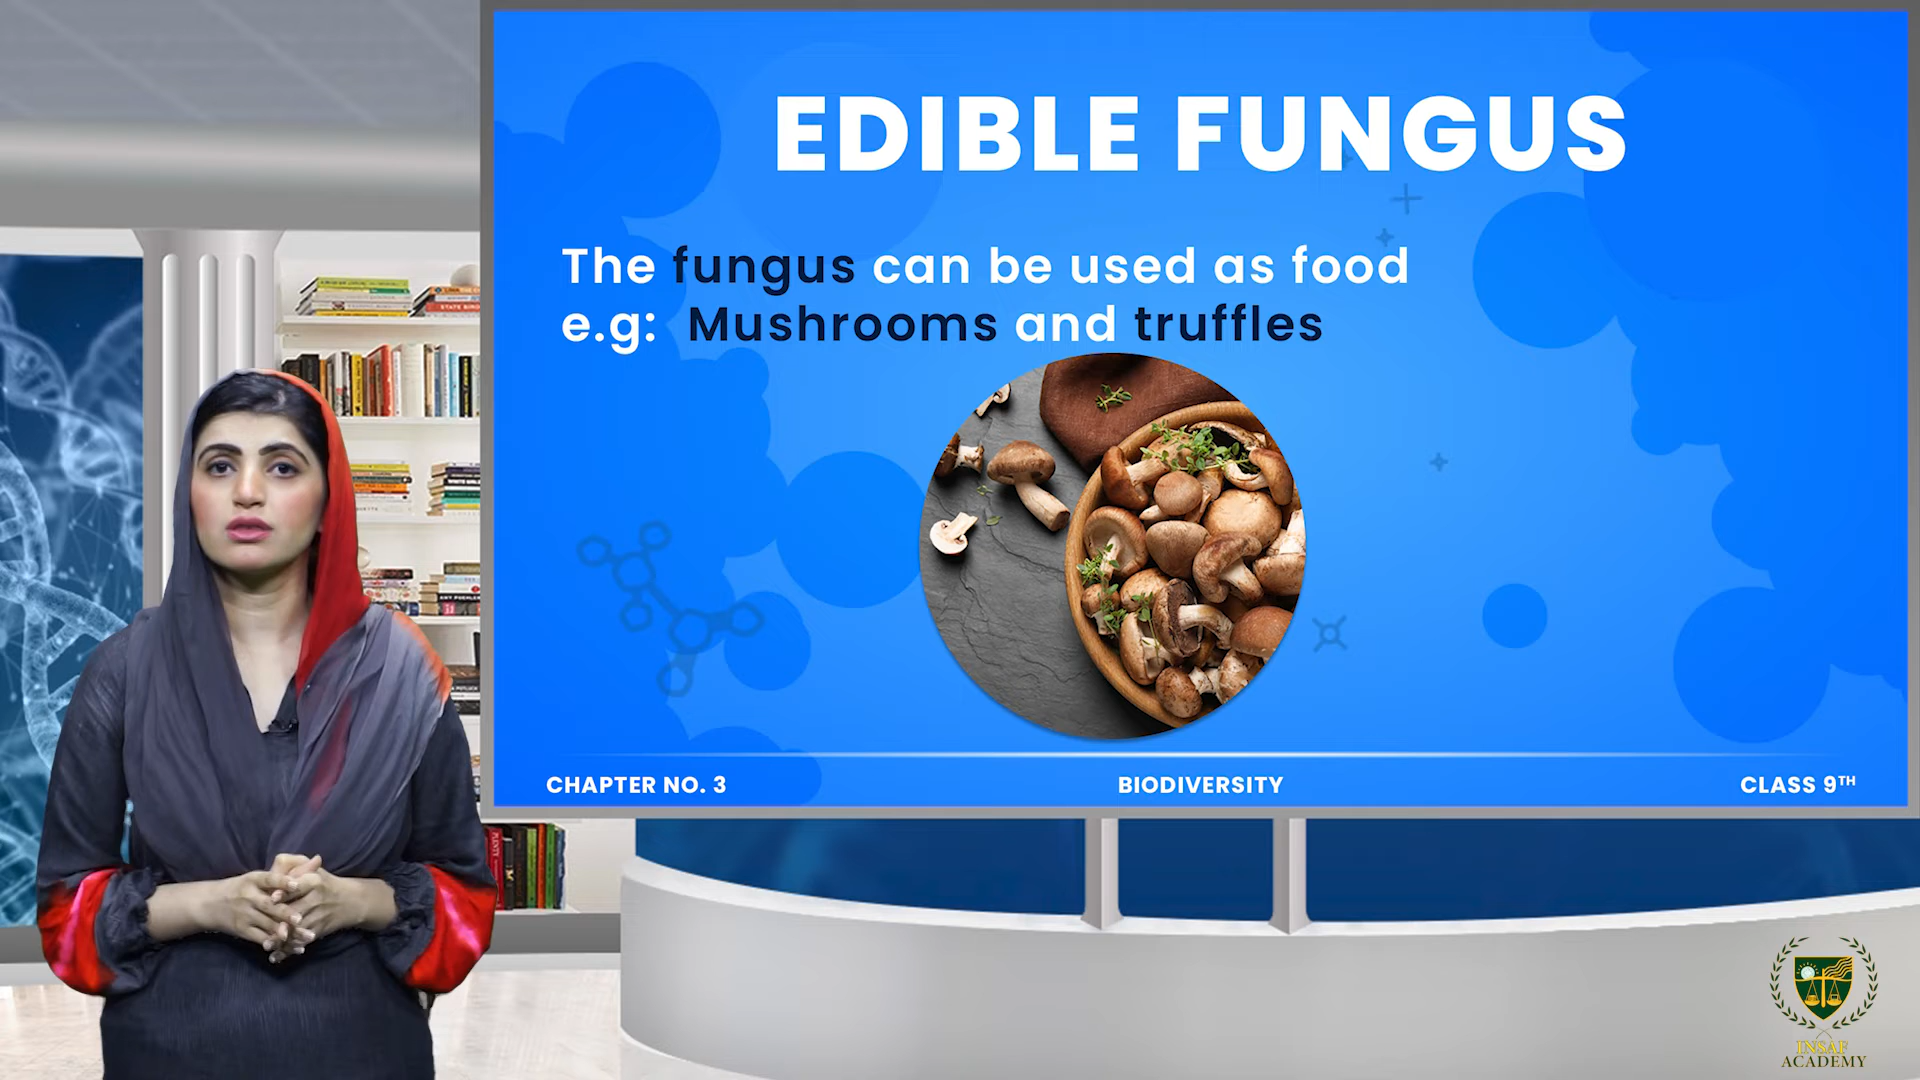 EDIBLE FUNGUS
The fungus can be used as food
e.g: Mushrooms and truffles
CHAPTER NO. 3
BIODIVERSITY
CLASS 9TH
INSAF
ACADEMY